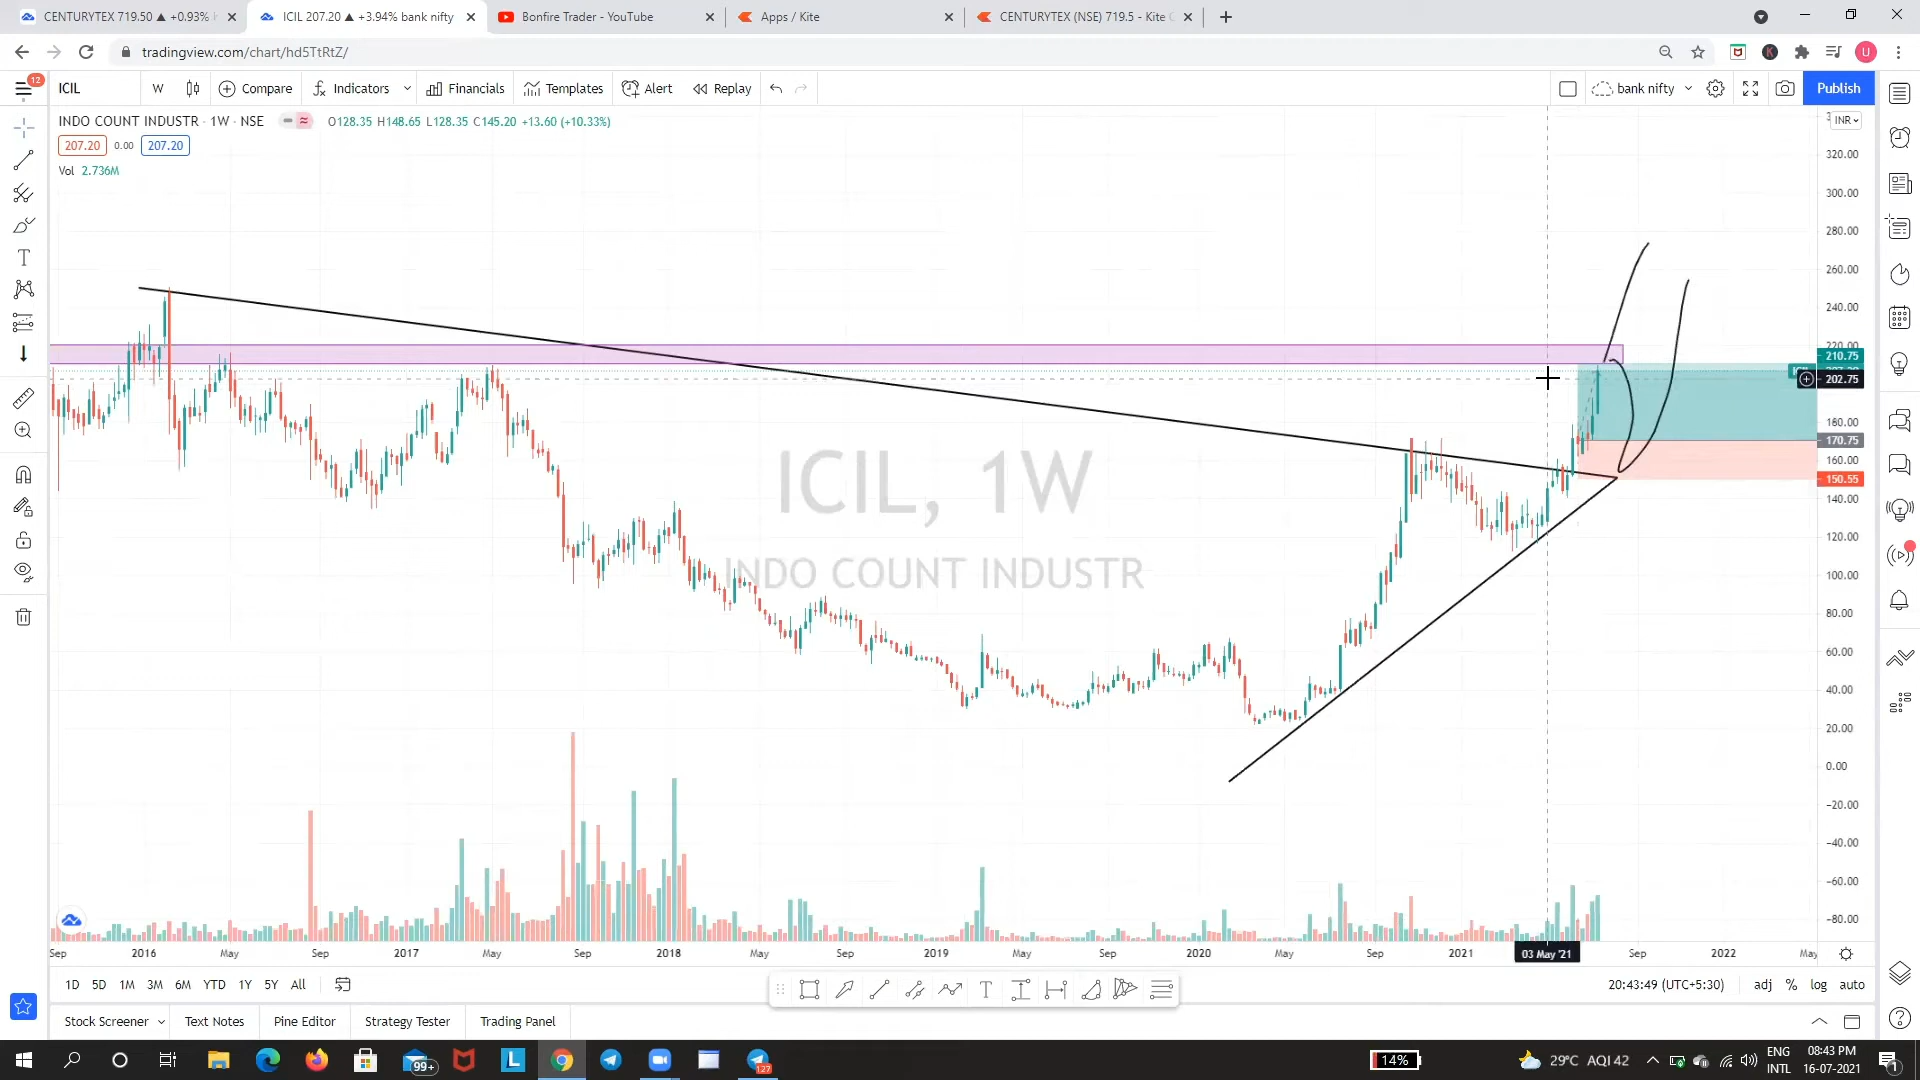 CENTURYTEX 719.50 ▲ +0.93%
ICIL 207.20 ▲ +3.94% bank nifty
Bonfire Trader - YouTube
Apps / Kite
CENTURYTEX (NSE) 719.5 - Kite
tradingview.com/chart/hd5TtRtZ/
K
U
12
ICIL
W
Compare
Indicators
Financials
Templates
Alert
Replay
bank nifty
Publish
INDO COUNT INDUSTR · 1W · NSE
O128.35 H148.65 L128.35 C145.20 +13.60 (+10.33%)
INR
207.20 0.00 207.20
Vol 2.736M
320.00
300.00
280.00
260.00
240.00
220.00
210.75
202.75
180.00
170.75
160.00
150.55
140.00
120.00
100.00
80.00
60.00
40.00
20.00
0.00
−20.00
−40.00
−60.00
−80.00
ICIL, 1W
INDO COUNT INDUSTR
Sep 2016 May Sep 2017 May Sep 2018 May Sep 2019 May Sep 2020 May Sep 2021 03 May '21 Sep 2022 May
1D 5D 1M 3M 6M YTD 1Y 5Y All
20:43:49 (UTC+5:30) adj % log auto
Stock Screener Text Notes Pine Editor Strategy Tester Trading Panel
99+
L
127
14%
29°C AQI 42
ENG
INTL
08:43 PM
16-07-2021
1